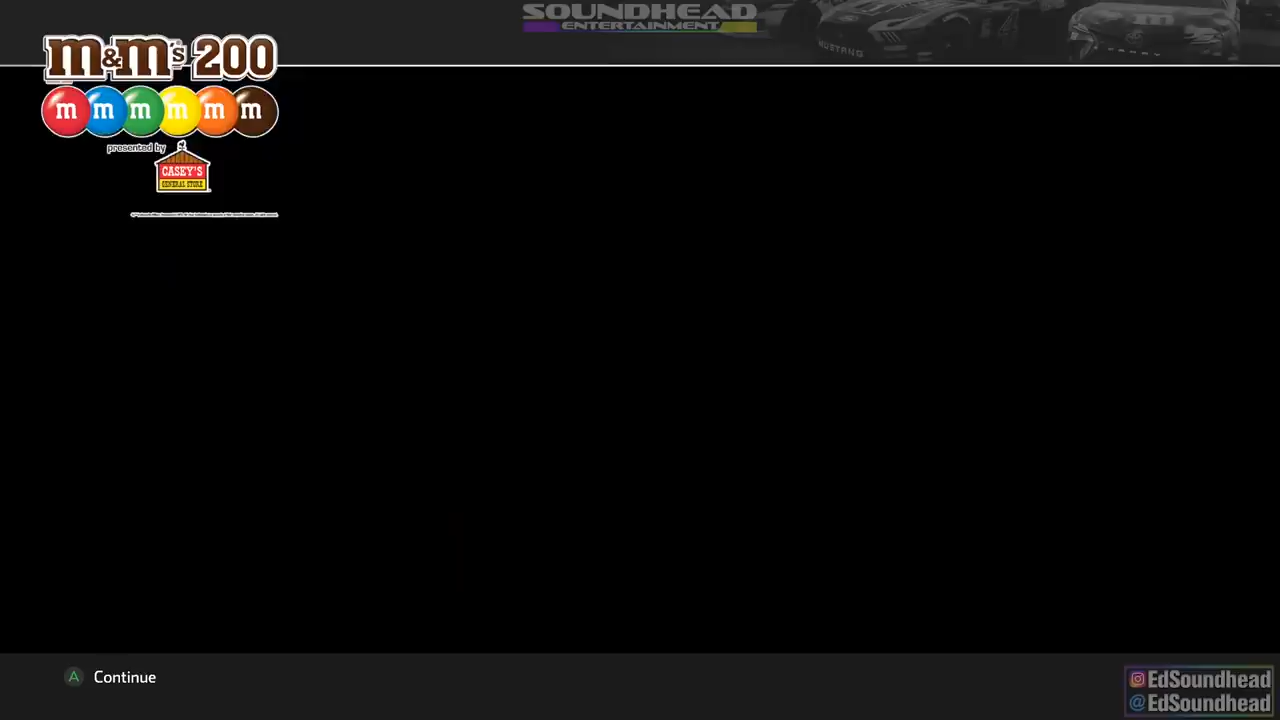 SOUNDHEAD
ENTERTAINMENT
MUSTANG
m&m's 200
m m m m m m
presented by
CASEY'S
GENERAL STORE
A Continue
EdSoundhead
@EdSoundhead